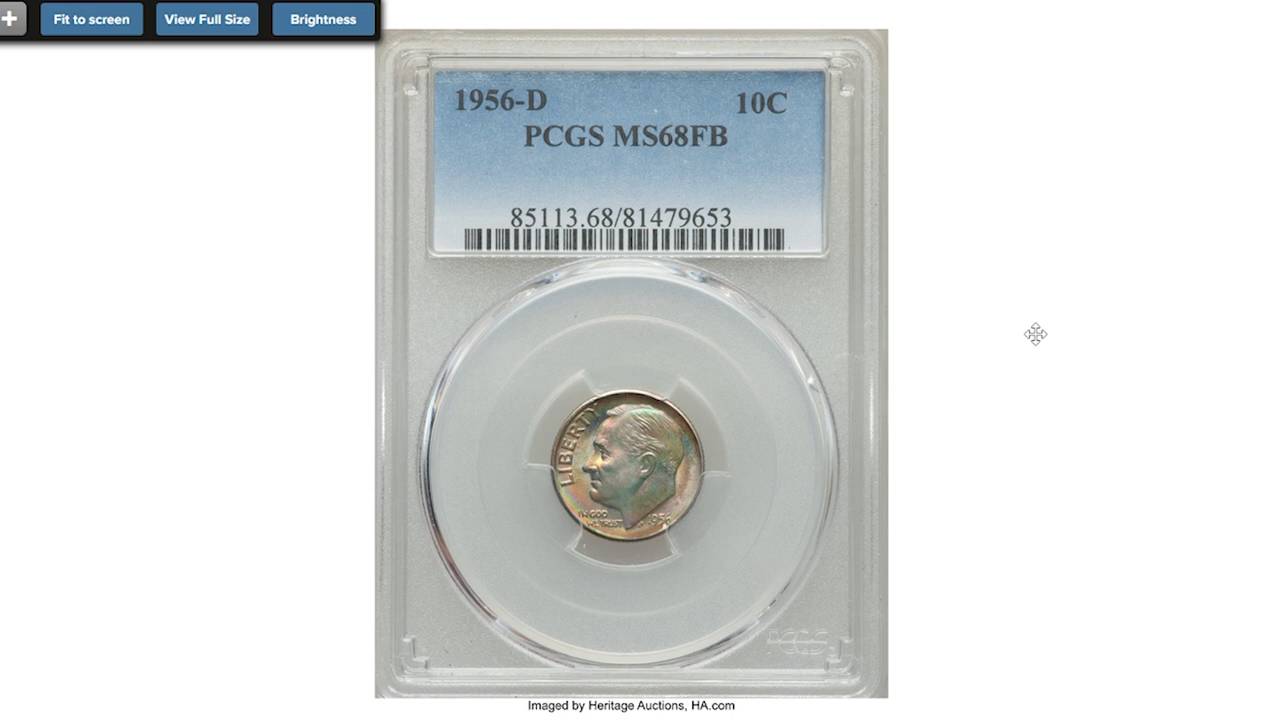 + Fit to screen View Full Size Brightness
1956-D 10C
PCGS MS68FB
85113.68/81479653
LIBERTY
IN GOD
WE TRUST 1956
PCGS
Imaged by Heritage Auctions, HA.com